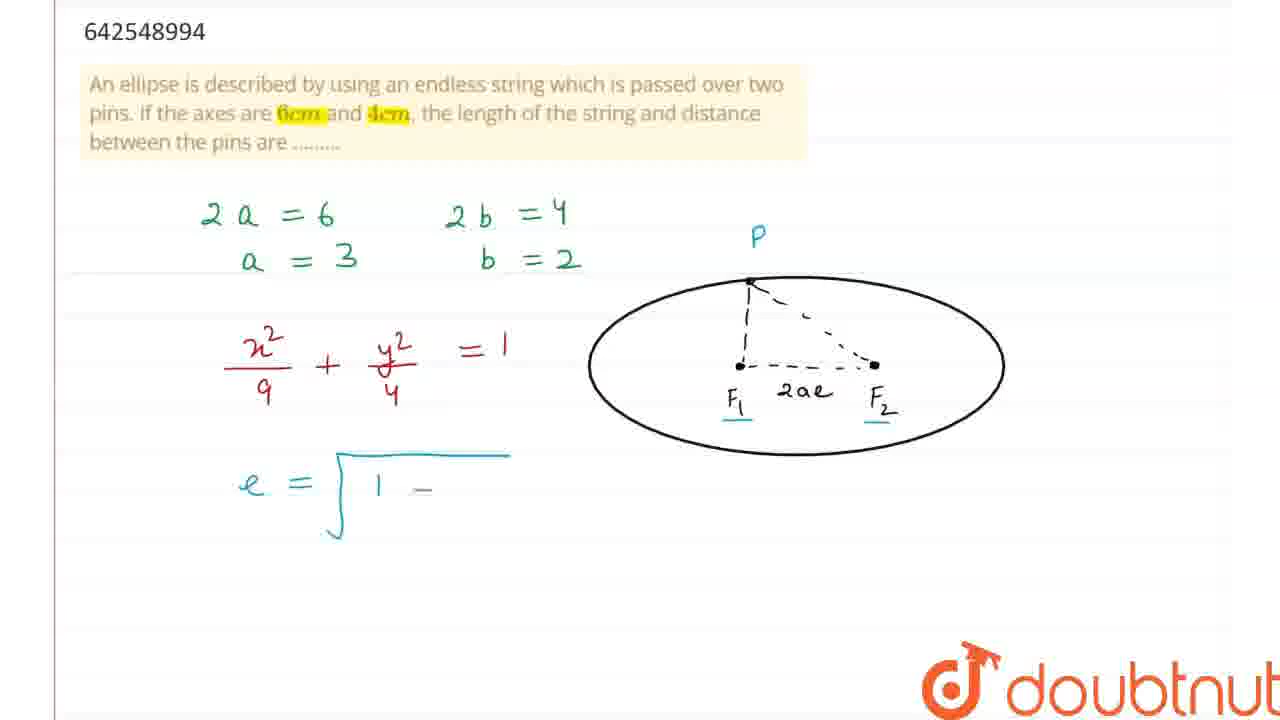 642548994
An ellipse is described by using an endless string which is passed over two
pins. If the axes are 6cm and 4cm, the length of the string and distance
between the pins are .........
2a = 6 2b = 4
a = 3 b = 2
P
x²/9 + y²/4 = 1
2ae
F₁ F₂
e = √1 –
doubtnut